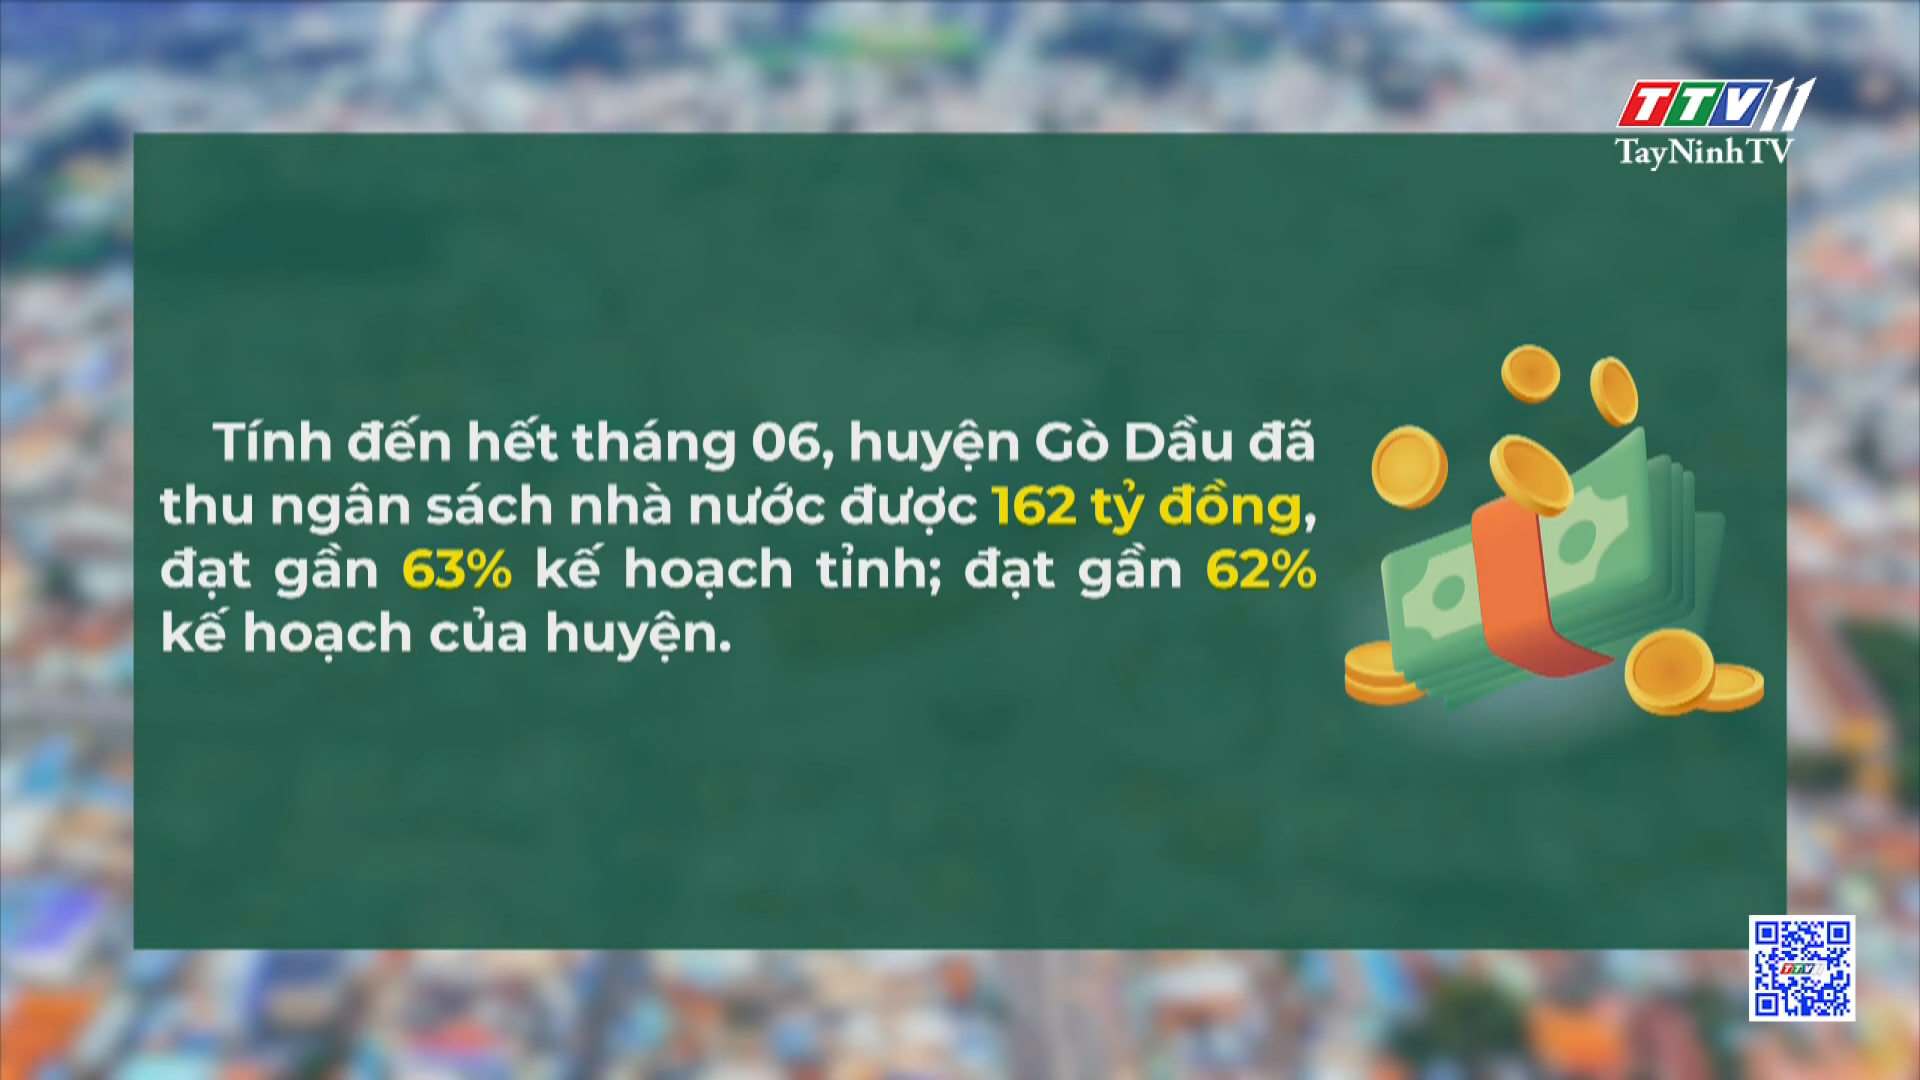 TTV11
TayNinhTV
Tính đến hết tháng 06, huyện Gò Dầu đã
thu ngân sách nhà nước được 162 tỷ đồng,
đạt gần 63% kế hoạch tỉnh; đạt gần 62%
kế hoạch của huyện.
TTV11